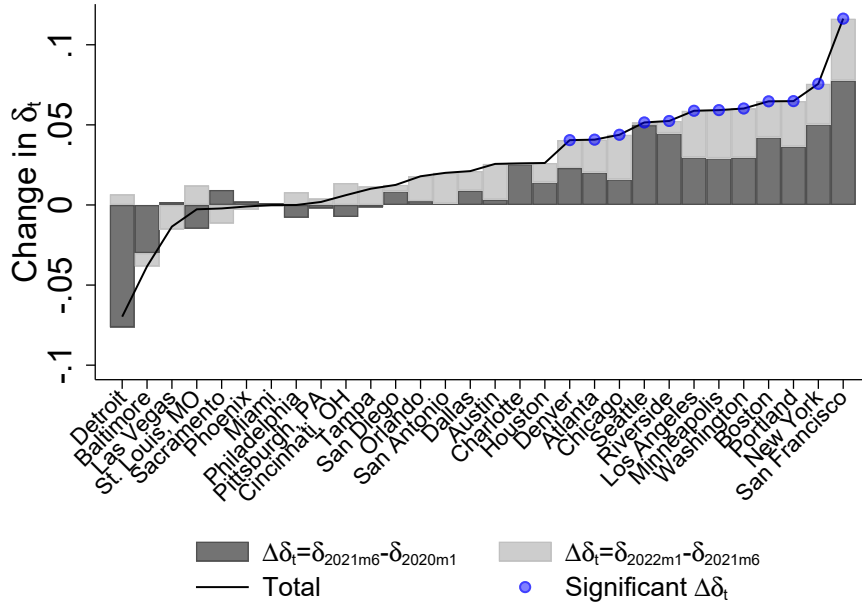 Change in δt
.1
.05
0
-.05
-.1
Detroit
Baltimore
Las Vegas
St. Louis, MO
Sacramento
Phoenix
Miami
Philadelphia
Pittsburgh, PA
Cincinnati, OH
Tampa
San Diego
Orlando
San Antonio
Dallas
Austin
Charlotte
Houston
Denver
Atlanta
Chicago
Seattle
Riverside
Los Angeles
Minneapolis
Washington
Boston
Portland
New York
San Francisco
Δδt=δ2021m6-δ2020m1
Δδt=δ2022m1-δ2021m6
Total
Significant Δδt